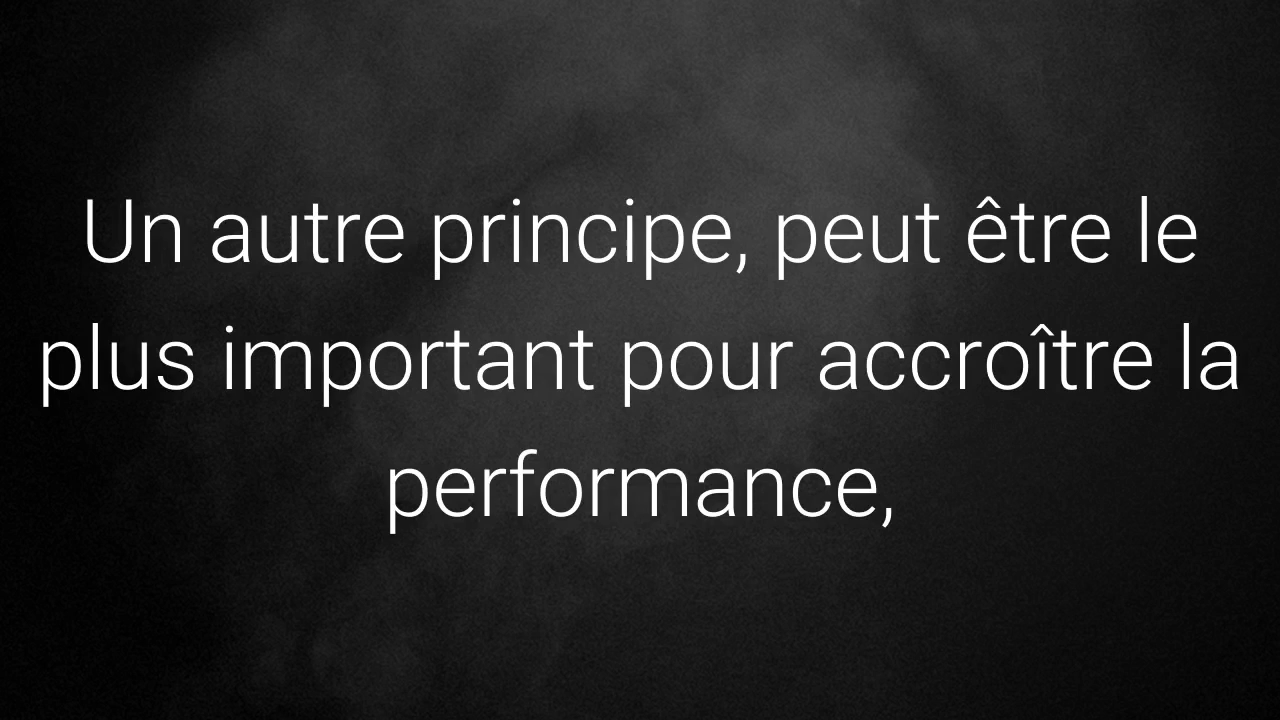 Un autre principe, peut être le
plus important pour accroître la
performance,